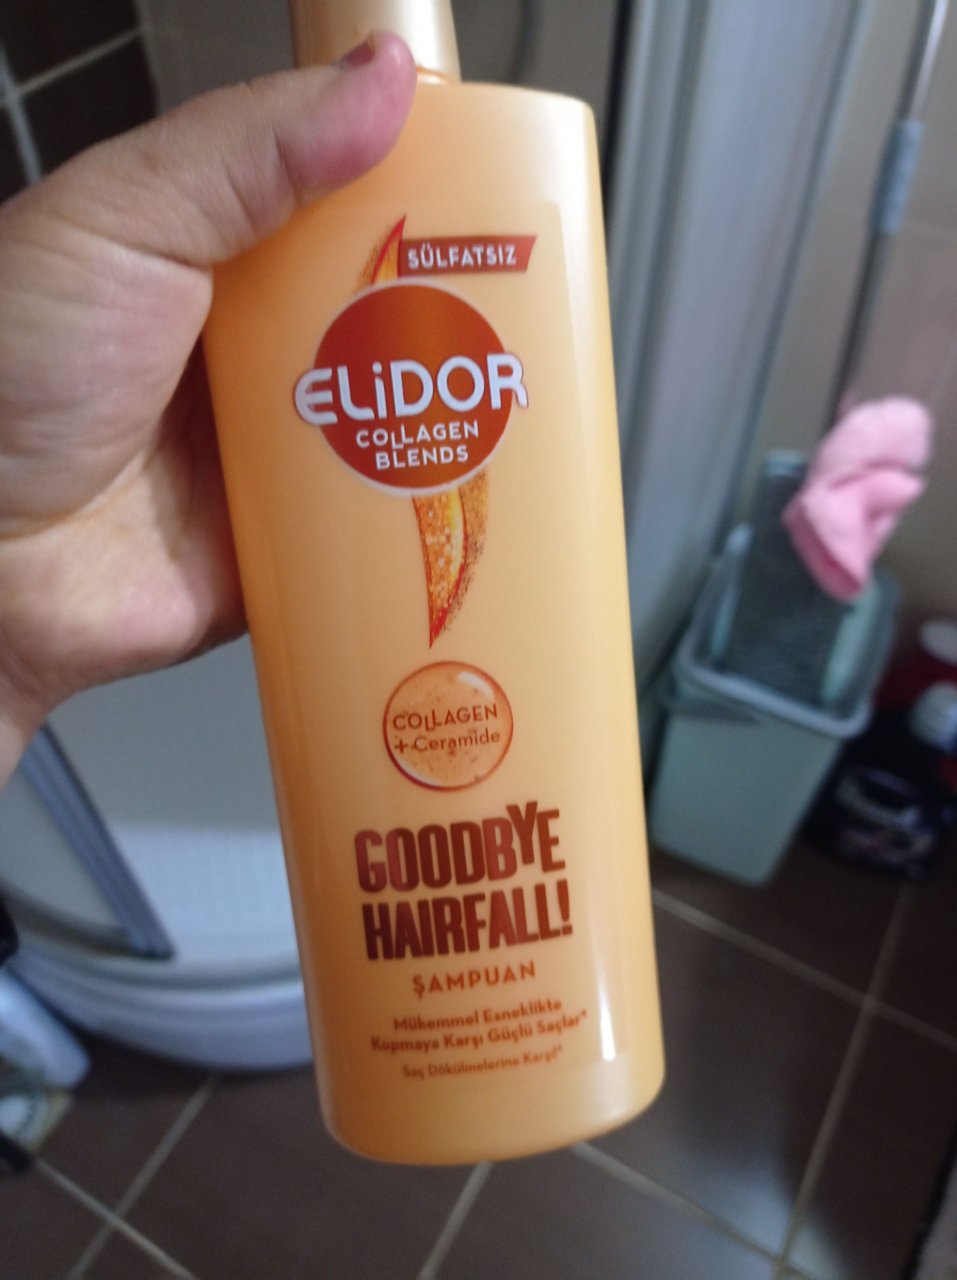 SÜLFATSIZ
ELiDOR
COLLAGEN
BLENDS
COLLAGEN
+ Ceramide
GOODBYE
HAIRFALL!
ŞAMPUAN
Mükemmel Esneklikte
Kopmaya Karşı Güçlü Saçlar*
Saç Dökülmelerine Karşı!*